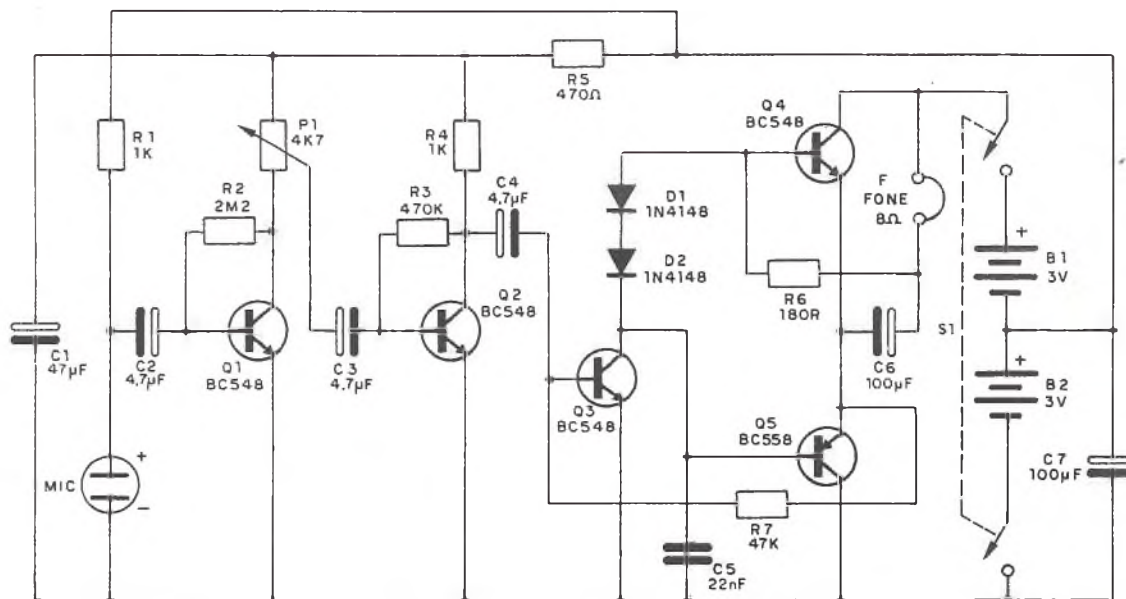 R5
470Ω
R1
1K
P1
4K7
R4
1K
R2
2M2
R3
470K
C4
4,7µF
D1
1N4148
D2
1N4148
Q4
BC548
F
FONE
8Ω
+
B1
3V
R6
180R
C1
47µF
C2
4,7µF
Q1
BC548
C3
4,7µF
Q2
BC548
Q3
BC548
C6
100µF
S1
+
B2
3V
Q5
BC558
MIC
+
−
R7
47K
C5
22nF
C7
100µF